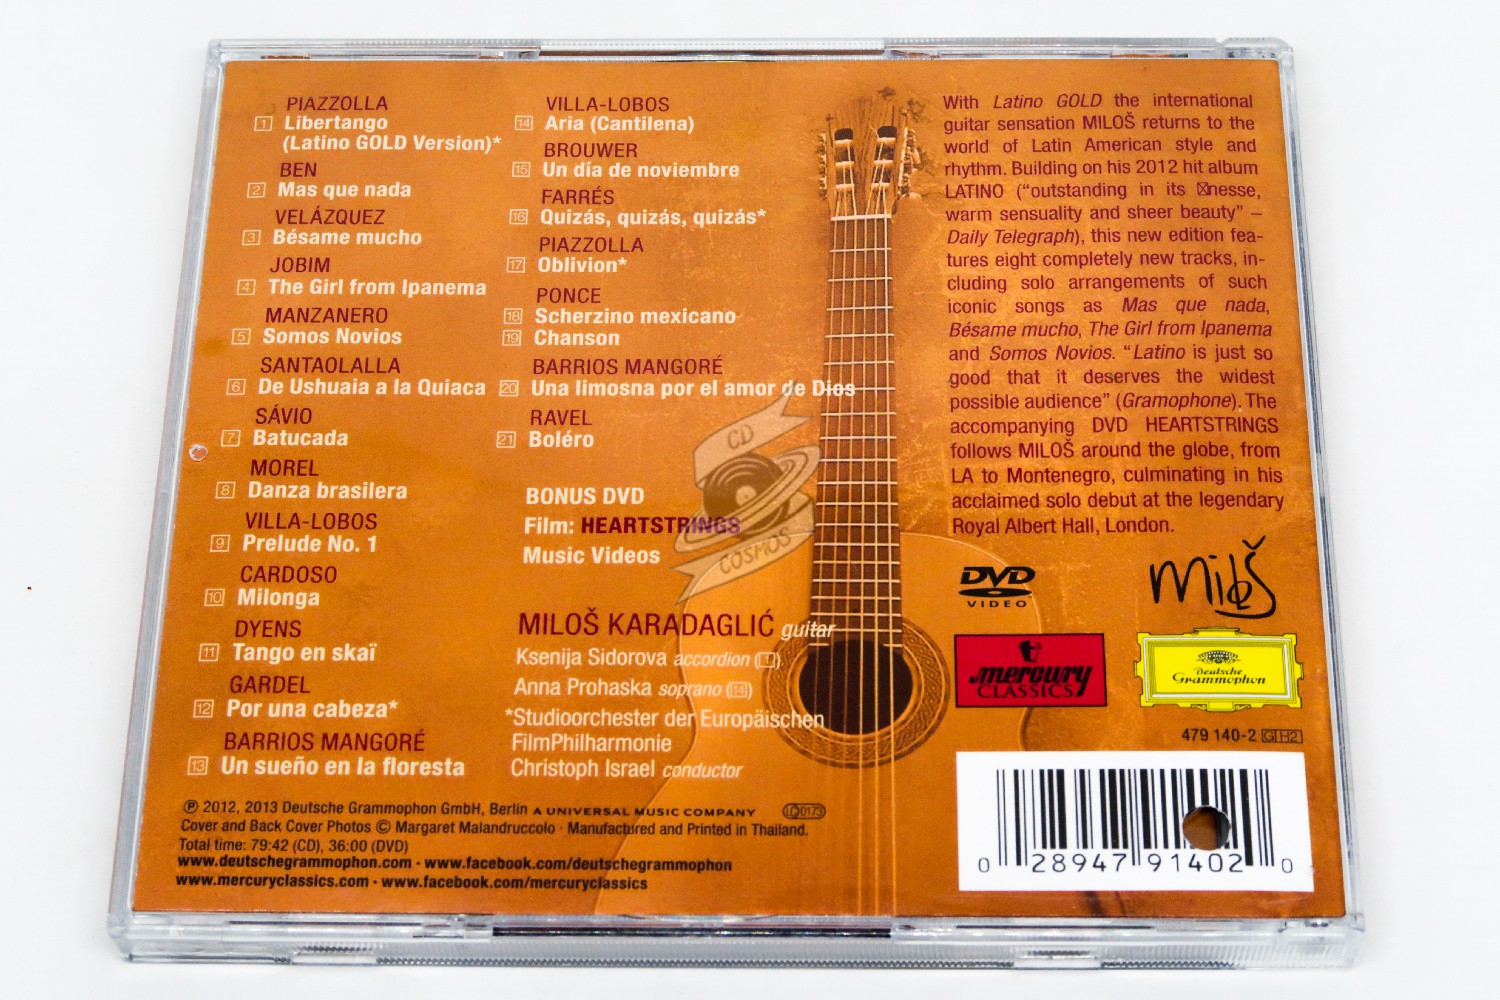 PIAZZOLLA
1 Libertango
(Latino GOLD Version)*
BEN
2 Mas que nada
VELÁZQUEZ
3 Bésame mucho
JOBIM
4 The Girl from Ipanema
MANZANERO
5 Somos Novios
SANTAOLALLA
6 De Ushuaia a la Quiaca
SÁVIO
7 Batucada
MOREL
8 Danza brasilera
VILLA-LOBOS
9 Prelude No. 1
CARDOSO
10 Milonga
DYENS
11 Tango en skaï
GARDEL
12 Por una cabeza*
BARRIOS MANGORÉ
13 Un sueño en la floresta
VILLA-LOBOS
14 Aria (Cantilena)
BROUWER
15 Un día de noviembre
FARRÉS
16 Quizás, quizás, quizás*
PIAZZOLLA
17 Oblivion*
PONCE
18 Scherzino mexicano
19 Chanson
BARRIOS MANGORÉ
20 Una limosna por el amor de Dios
RAVEL
21 Boléro
BONUS DVD
Film: HEARTSTRINGS
Music Videos
CD
COSMOS
MILOŠ KARADAGLIĆ guitar
Ksenija Sidorova accordion (1)
Anna Prohaska soprano (14)
*Studioorchester der Europäischen
FilmPhilharmonie
Christoph Israel conductor
With Latino GOLD the international
guitar sensation MILOŠ returns to the
world of Latin American style and
rhythm. Building on his 2012 hit album
LATINO (“outstanding in its nesse,
warm sensuality and sheer beauty” –
Daily Telegraph), this new edition fea-
tures eight completely new tracks, in-
cluding solo arrangements of such
iconic songs as Mas que nada,
Bésame mucho, The Girl from Ipanema
and Somos Novios. “Latino is just so
good that it deserves the widest
possible audience” (Gramophone). The
accompanying DVD HEARTSTRINGS
follows MILOŠ around the globe, from
LA to Montenegro, culminating in his
acclaimed solo debut at the legendary
Royal Albert Hall, London.
DVD
VIDEO
Miloš
mercury
CLASSICS
Deutsche
Grammophon
479 140-2 G H2
0 28947 91402 0
℗ 2012, 2013 Deutsche Grammophon GmbH, Berlin A UNIVERSAL MUSIC COMPANY LC 0173
Cover and Back Cover Photos © Margaret Malandruccolo · Manufactured and Printed in Thailand.
Total time: 79:42 (CD), 36:00 (DVD)
www.deutschegrammophon.com · www.facebook.com/deutschegrammophon
www.mercuryclassics.com · www.facebook.com/mercuryclassics